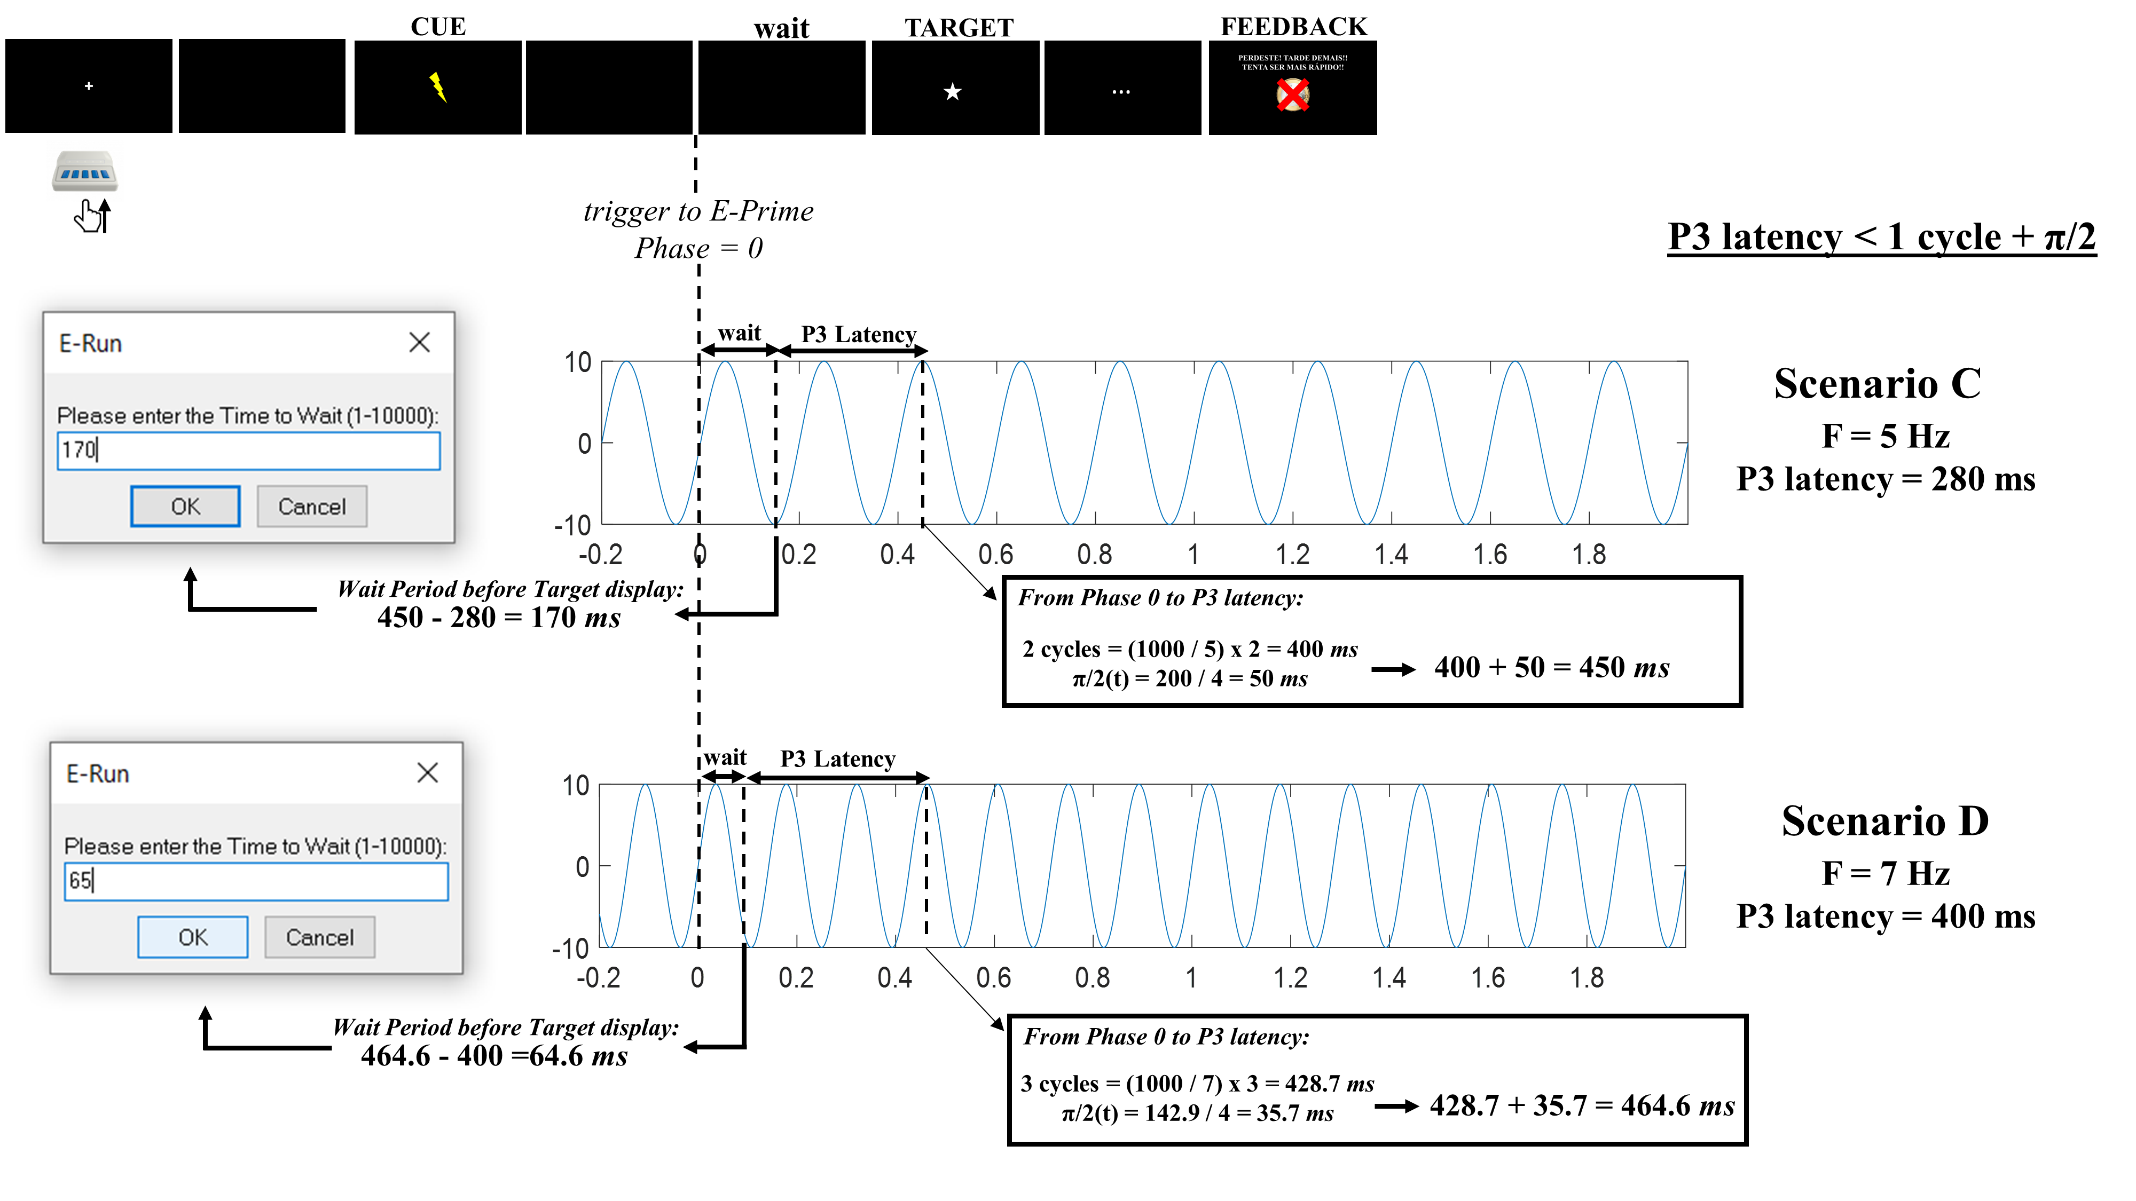 CUE
wait
TARGET
FEEDBACK
+
...
PERDESTE! TARDE DEMAIS!!
TENTA SER MAIS RÁPIDO!!
trigger to E-Prime
Phase = 0
P3 latency < 1 cycle + π/2
E-Run
Please enter the Time to Wait (1-10000):
170
OK
Cancel
wait
P3 Latency
10
0
-10
-0.2 0 0.2 0.4 0.6 0.8 1 1.2 1.4 1.6 1.8
Scenario C
F = 5 Hz
P3 latency = 280 ms
Wait Period before Target display:
450 - 280 = 170 ms
From Phase 0 to P3 latency:
2 cycles = (1000 / 5) x 2 = 400 ms
π/2(t) = 200 / 4 = 50 ms
400 + 50 = 450 ms
E-Run
Please enter the Time to Wait (1-10000):
65
OK
Cancel
wait
P3 Latency
10
0
-10
-0.2 0 0.2 0.4 0.6 0.8 1 1.2 1.4 1.6 1.8
Scenario D
F = 7 Hz
P3 latency = 400 ms
Wait Period before Target display:
464.6 - 400 =64.6 ms
From Phase 0 to P3 latency:
3 cycles = (1000 / 7) x 3 = 428.7 ms
π/2(t) = 142.9 / 4 = 35.7 ms
428.7 + 35.7 = 464.6 ms